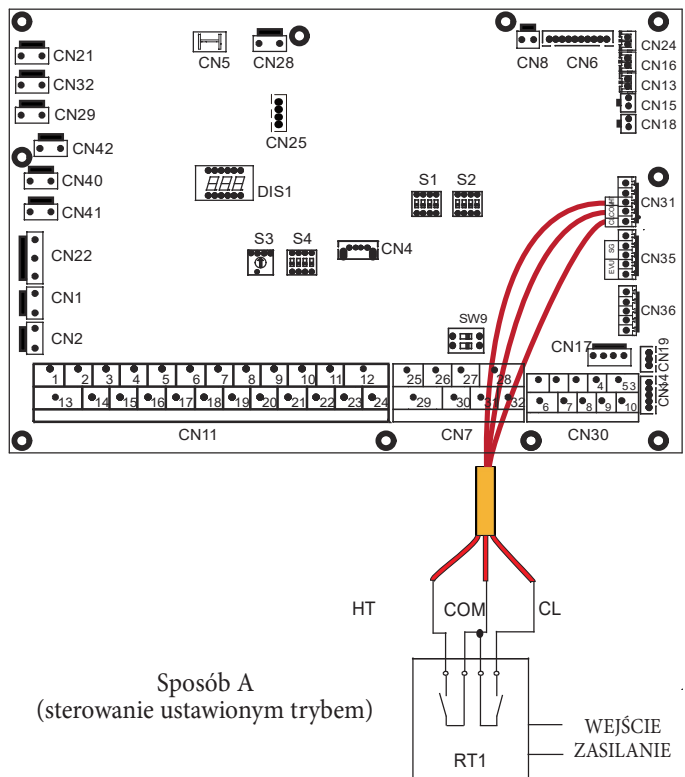 CN21
CN32
CN29
CN42
CN40
CN41
CN22
CN1
CN2
CN5
CN28
CN25
DIS1
S3
S4
CN4
S1
S2
SW9
CN8
CN6
CN24
CN16
CN13
CN15
CN18
CN31
CN35
EVU SG
CN36
CN17
CN19
CN14
1 2 3 4 5 6 7 8 9 10 11 12
13 14 15 16 17 18 19 20 21 22 23 24
CN11
25 26 27 28
29 30 31 32
CN7
4 5 3
6 7 8 9 10
CN30
HT
COM
CL
Sposób A
(sterowanie ustawionym trybem)
RT1
WEJŚCIE
ZASILANIE